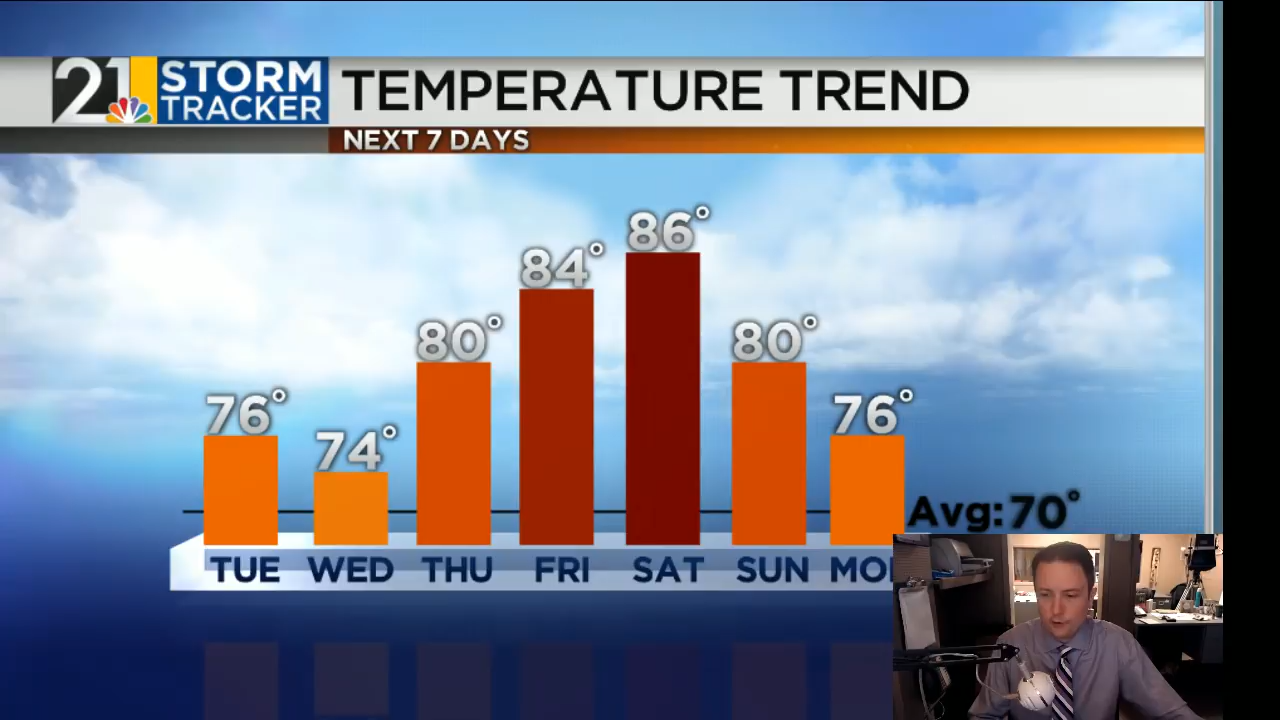 21 STORM TRACKER
TEMPERATURE TREND
NEXT 7 DAYS
86°
84°
80° 80°
76° 76°
74°
Avg: 70°
TUE WED THU FRI SAT SUN MO